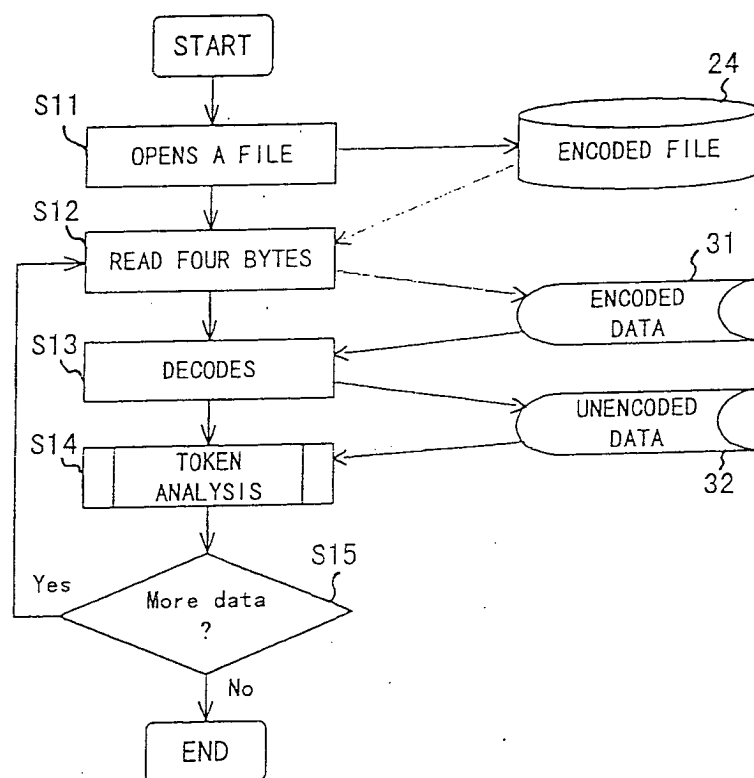 START
S11
OPENS A FILE
24
ENCODED FILE
S12
READ FOUR BYTES
31
ENCODED
DATA
S13
DECODES
UNENCODED
DATA
32
S14
TOKEN
ANALYSIS
S15
Yes
More data
?
No
END